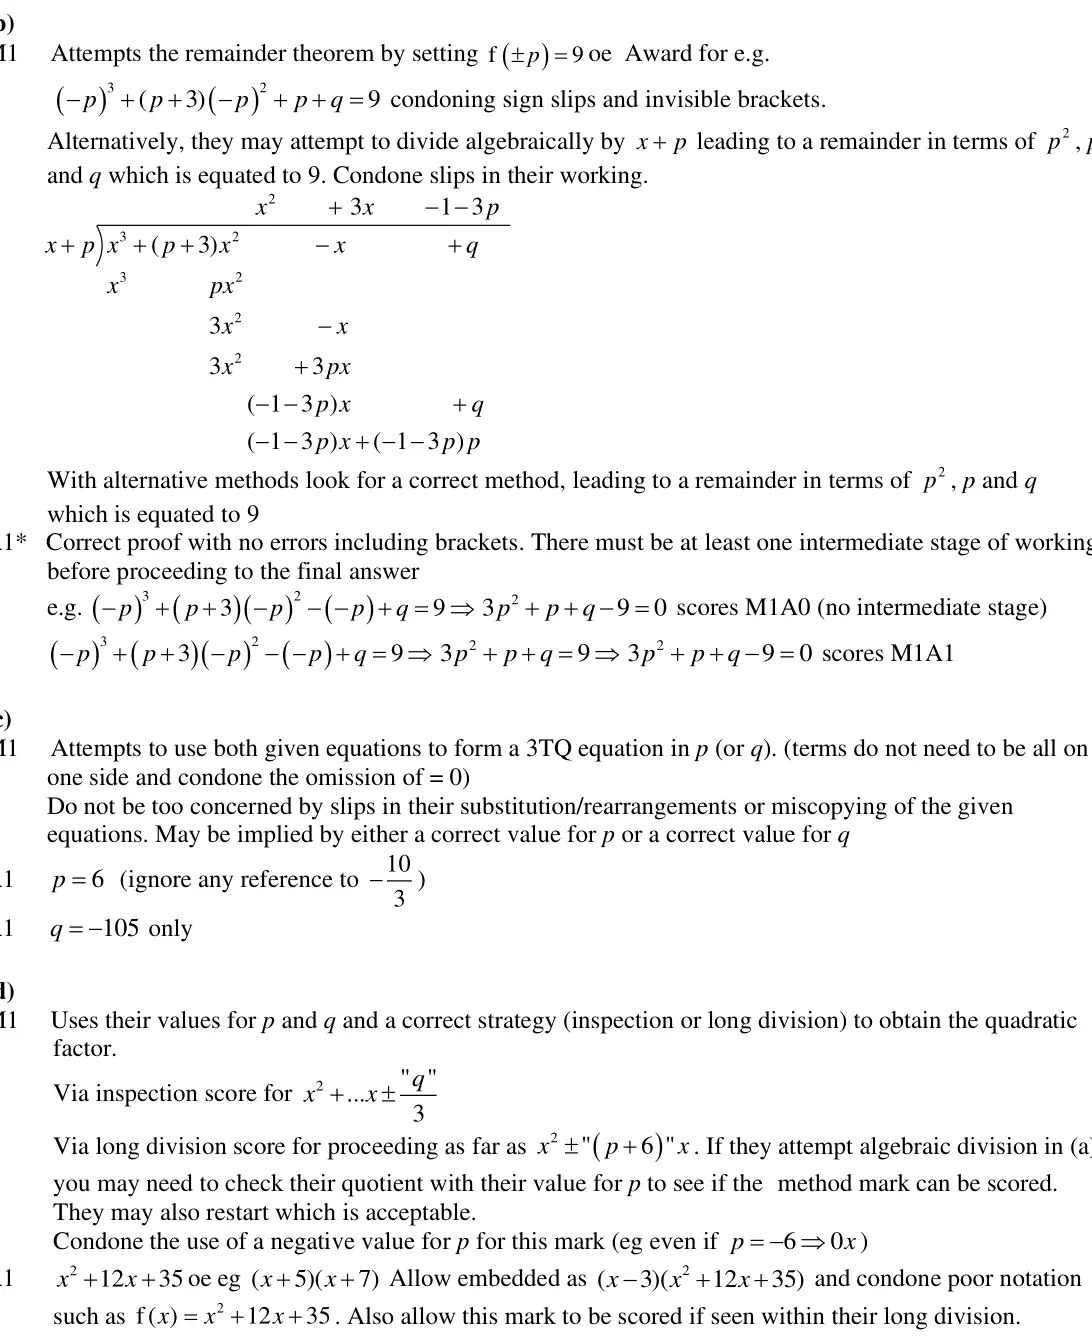 b)
M1 Attempts the remainder theorem by setting f(±p) = 9 oe Award for e.g.
(−p)³ + (p + 3)(−p)² + p + q = 9 condoning sign slips and invisible brackets.
Alternatively, they may attempt to divide algebraically by x + p leading to a remainder in terms of p², p
and q which is equated to 9. Condone slips in their working.
x² + 3x −1−3p
x + p)x³ + (p + 3)x² − x + q
x³ px²
3x² − x
3x² + 3px
(−1−3p)x + q
(−1−3p)x + (−1−3p)p
With alternative methods look for a correct method, leading to a remainder in terms of p², p and q
which is equated to 9
A1* Correct proof with no errors including brackets. There must be at least one intermediate stage of working
before proceeding to the final answer
e.g. (−p)³ + (p + 3)(−p)² − (−p) + q = 9 ⇒ 3p² + p + q − 9 = 0 scores M1A0 (no intermediate stage)
(−p)³ + (p + 3)(−p)² − (−p) + q = 9 ⇒ 3p² + p + q = 9 ⇒ 3p² + p + q − 9 = 0 scores M1A1
c)
M1 Attempts to use both given equations to form a 3TQ equation in p (or q). (terms do not need to be all on
one side and condone the omission of = 0)
Do not be too concerned by slips in their substitution/rearrangements or miscopying of the given
equations. May be implied by either a correct value for p or a correct value for q
A1 p = 6 (ignore any reference to −10/3)
A1 q = −105 only
d)
M1 Uses their values for p and q and a correct strategy (inspection or long division) to obtain the quadratic
factor.
Via inspection score for x² + ...x ± "q"/3
Via long division score for proceeding as far as x² ± "(p + 6)"x. If they attempt algebraic division in (a)
you may need to check their quotient with their value for p to see if the method mark can be scored.
They may also restart which is acceptable.
Condone the use of a negative value for p for this mark (eg even if p = −6 ⇒ 0x)
A1 x² + 12x + 35 oe eg (x + 5)(x + 7) Allow embedded as (x − 3)(x² + 12x + 35) and condone poor notation
such as f(x) = x² + 12x + 35. Also allow this mark to be scored if seen within their long division.